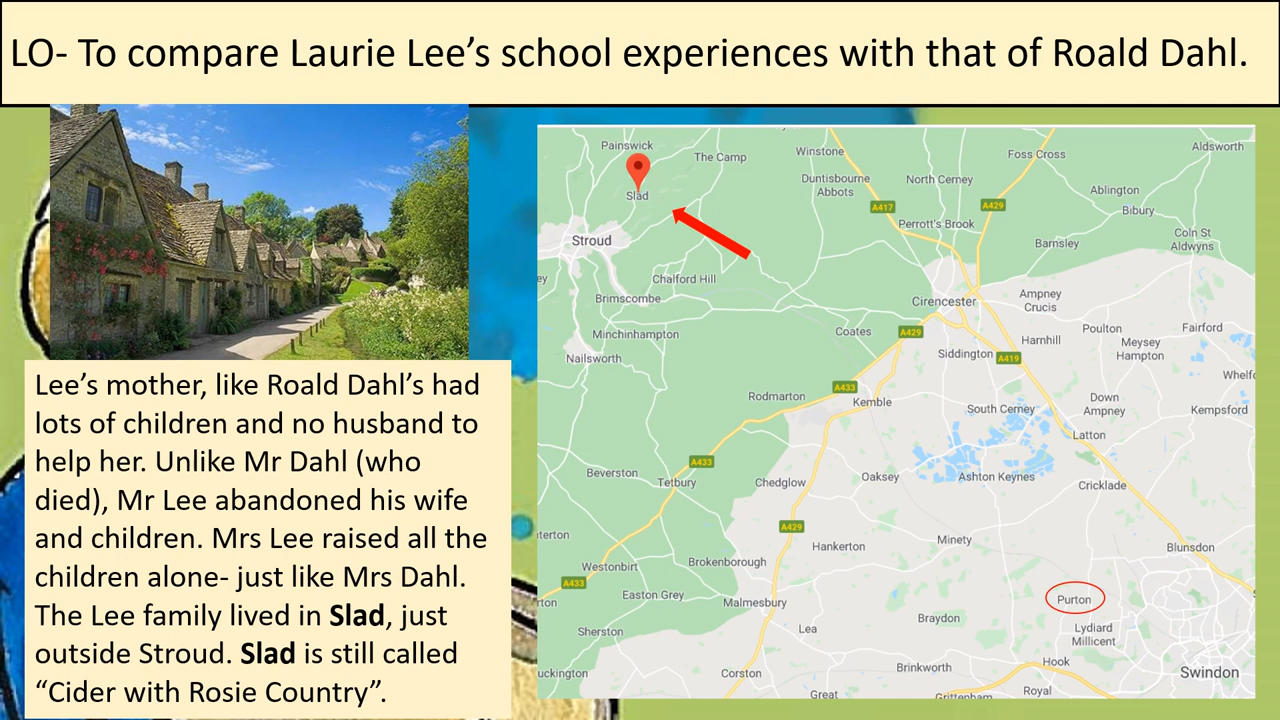 LO- To compare Laurie Lee’s school experiences with that of Roald Dahl.
Lee’s mother, like Roald Dahl’s had
lots of children and no husband to
help her. Unlike Mr Dahl (who
died), Mr Lee abandoned his wife
and children. Mrs Lee raised all the
children alone- just like Mrs Dahl.
The Lee family lived in Slad, just
outside Stroud. Slad is still called
“Cider with Rosie Country”.
Painswick
The Camp
Winstone
Foss Cross
Aldsworth
Slad
Duntisbourne
Abbots
North Cerney
Ablington
Bibury
A417
A429
Perrott's Brook
Stroud
Barnsley
Coln St
Aldwyns
ey
Chalford Hill
Brimscombe
Cirencester
Ampney
Crucis
Minchinhampton
Coates
A429
Harnhill
Poulton
Meysey
Hampton
Fairford
Nailsworth
Siddington
A419
Whelfo
A433
Rodmarton
Kemble
South Cerney
Down
Ampney
Kempsford
Latton
A433
Beverston
Tetbury
Chedglow
Oaksey
Ashton Keynes
Cricklade
A429
terton
Hankerton
Minety
Blunsdon
Westonbirt
Brokenborough
A433
rton
Easton Grey
Malmesbury
Purton
Sherston
Lea
Braydon
Lydiard
Millicent
uckington
Corston
Brinkworth
Hook
Swindon
Great
Grittenham
Royal